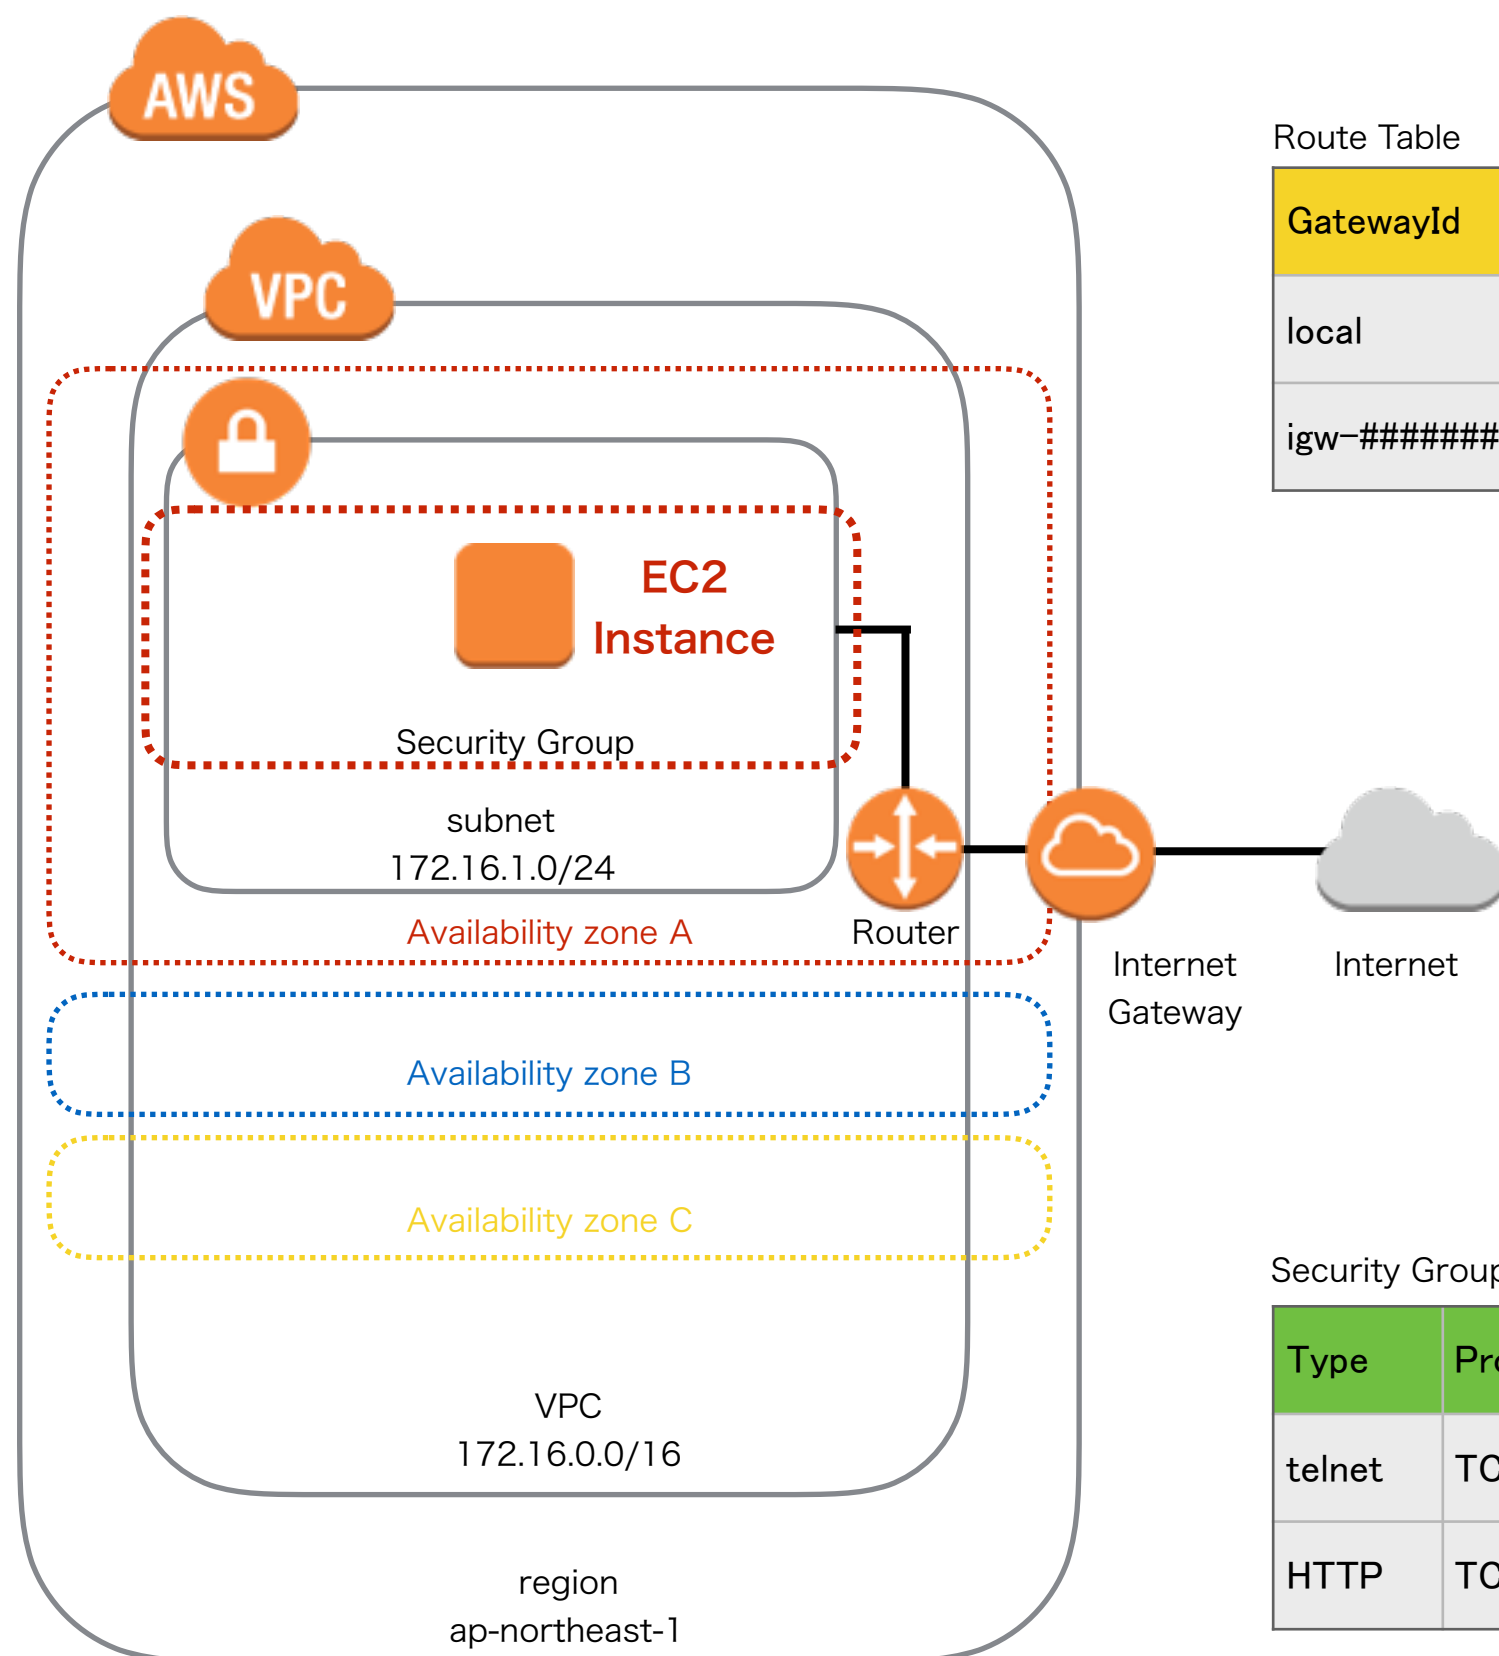 AWS
VPC
EC2
Instance
Security Group
subnet
172.16.1.0/24
Availability zone A
Router
Internet
Gateway
Internet
Availability zone B
Availability zone C
VPC
172.16.0.0/16
region
ap-northeast-1
Route Table
GatewayId
local
igw-#######
Security Group
Type
telnet
HTTP